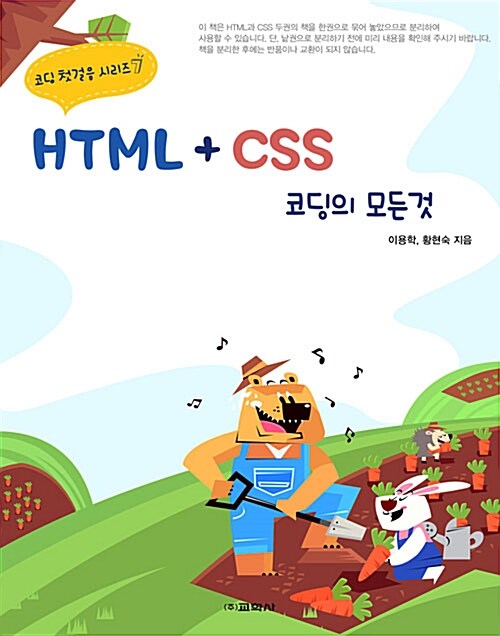 이 책은 HTML과 CSS 두권의 책을 한권으로 묶어 놓았으므로 분리하여
사용할 수 있습니다. 단, 낱권으로 분리하기 전에 미리 내용을 확인해 주시기 바랍니다.
책을 분리한 후에는 반품이나 교환이 되지 않습니다.
코딩 첫걸음 시리즈 7
HTML + CSS
코딩의 모든것
이용학, 황현숙 지음
(주)교학사